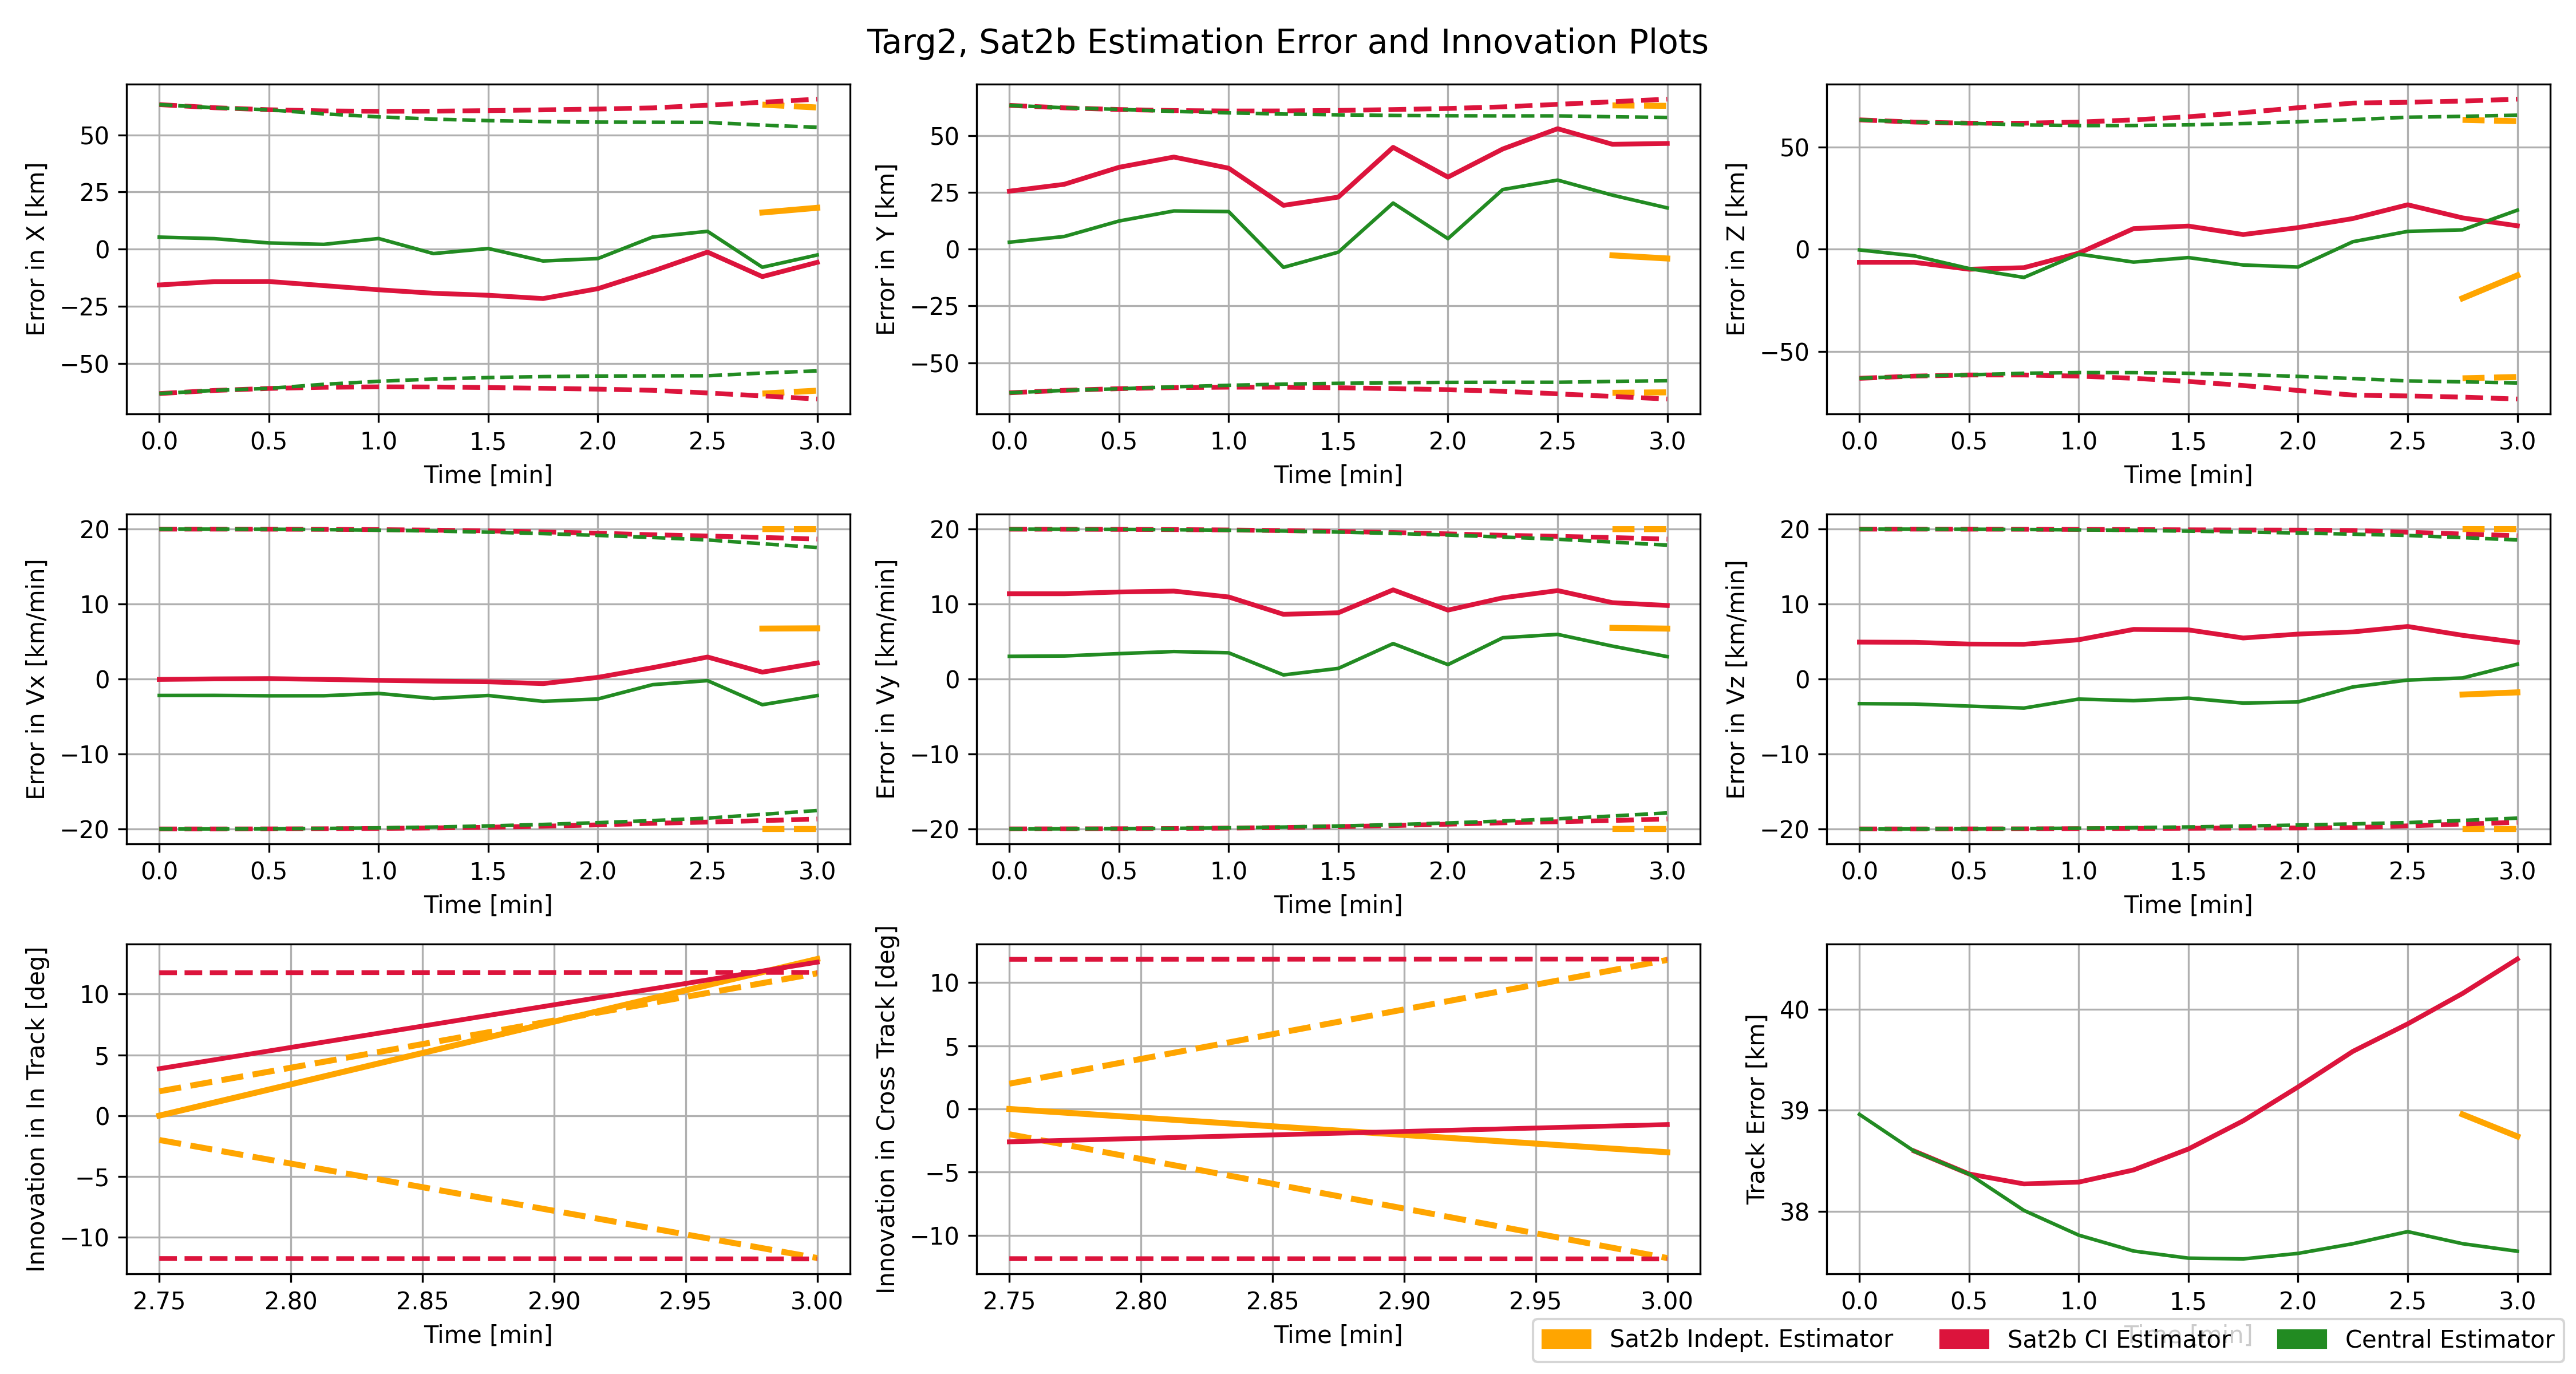 Targ2, Sat2b Estimation Error and Innovation Plots
Error in X [km]
50
25
0
−25
−50
0.0 0.5 1.0 1.5 2.0 2.5 3.0
Time [min]
Error in Y [km]
50
25
0
−25
−50
0.0 0.5 1.0 1.5 2.0 2.5 3.0
Time [min]
Error in Z [km]
50
0
−50
0.0 0.5 1.0 1.5 2.0 2.5 3.0
Time [min]
Error in Vx [km/min]
20
10
0
−10
−20
0.0 0.5 1.0 1.5 2.0 2.5 3.0
Time [min]
Error in Vy [km/min]
20
10
0
−10
−20
0.0 0.5 1.0 1.5 2.0 2.5 3.0
Time [min]
Error in Vz [km/min]
20
10
0
−10
−20
0.0 0.5 1.0 1.5 2.0 2.5 3.0
Time [min]
Innovation in In Track [deg]
10
5
0
−5
−10
2.75 2.80 2.85 2.90 2.95 3.00
Time [min]
Innovation in Cross Track [deg]
10
5
0
−5
−10
2.75 2.80 2.85 2.90 2.95 3.00
Time [min]
Track Error [km]
40
39
38
0.0 0.5 1.0 1.5 2.0 2.5 3.0
Time [min]
Sat2b Indept. Estimator Sat2b CI Estimator Central Estimator